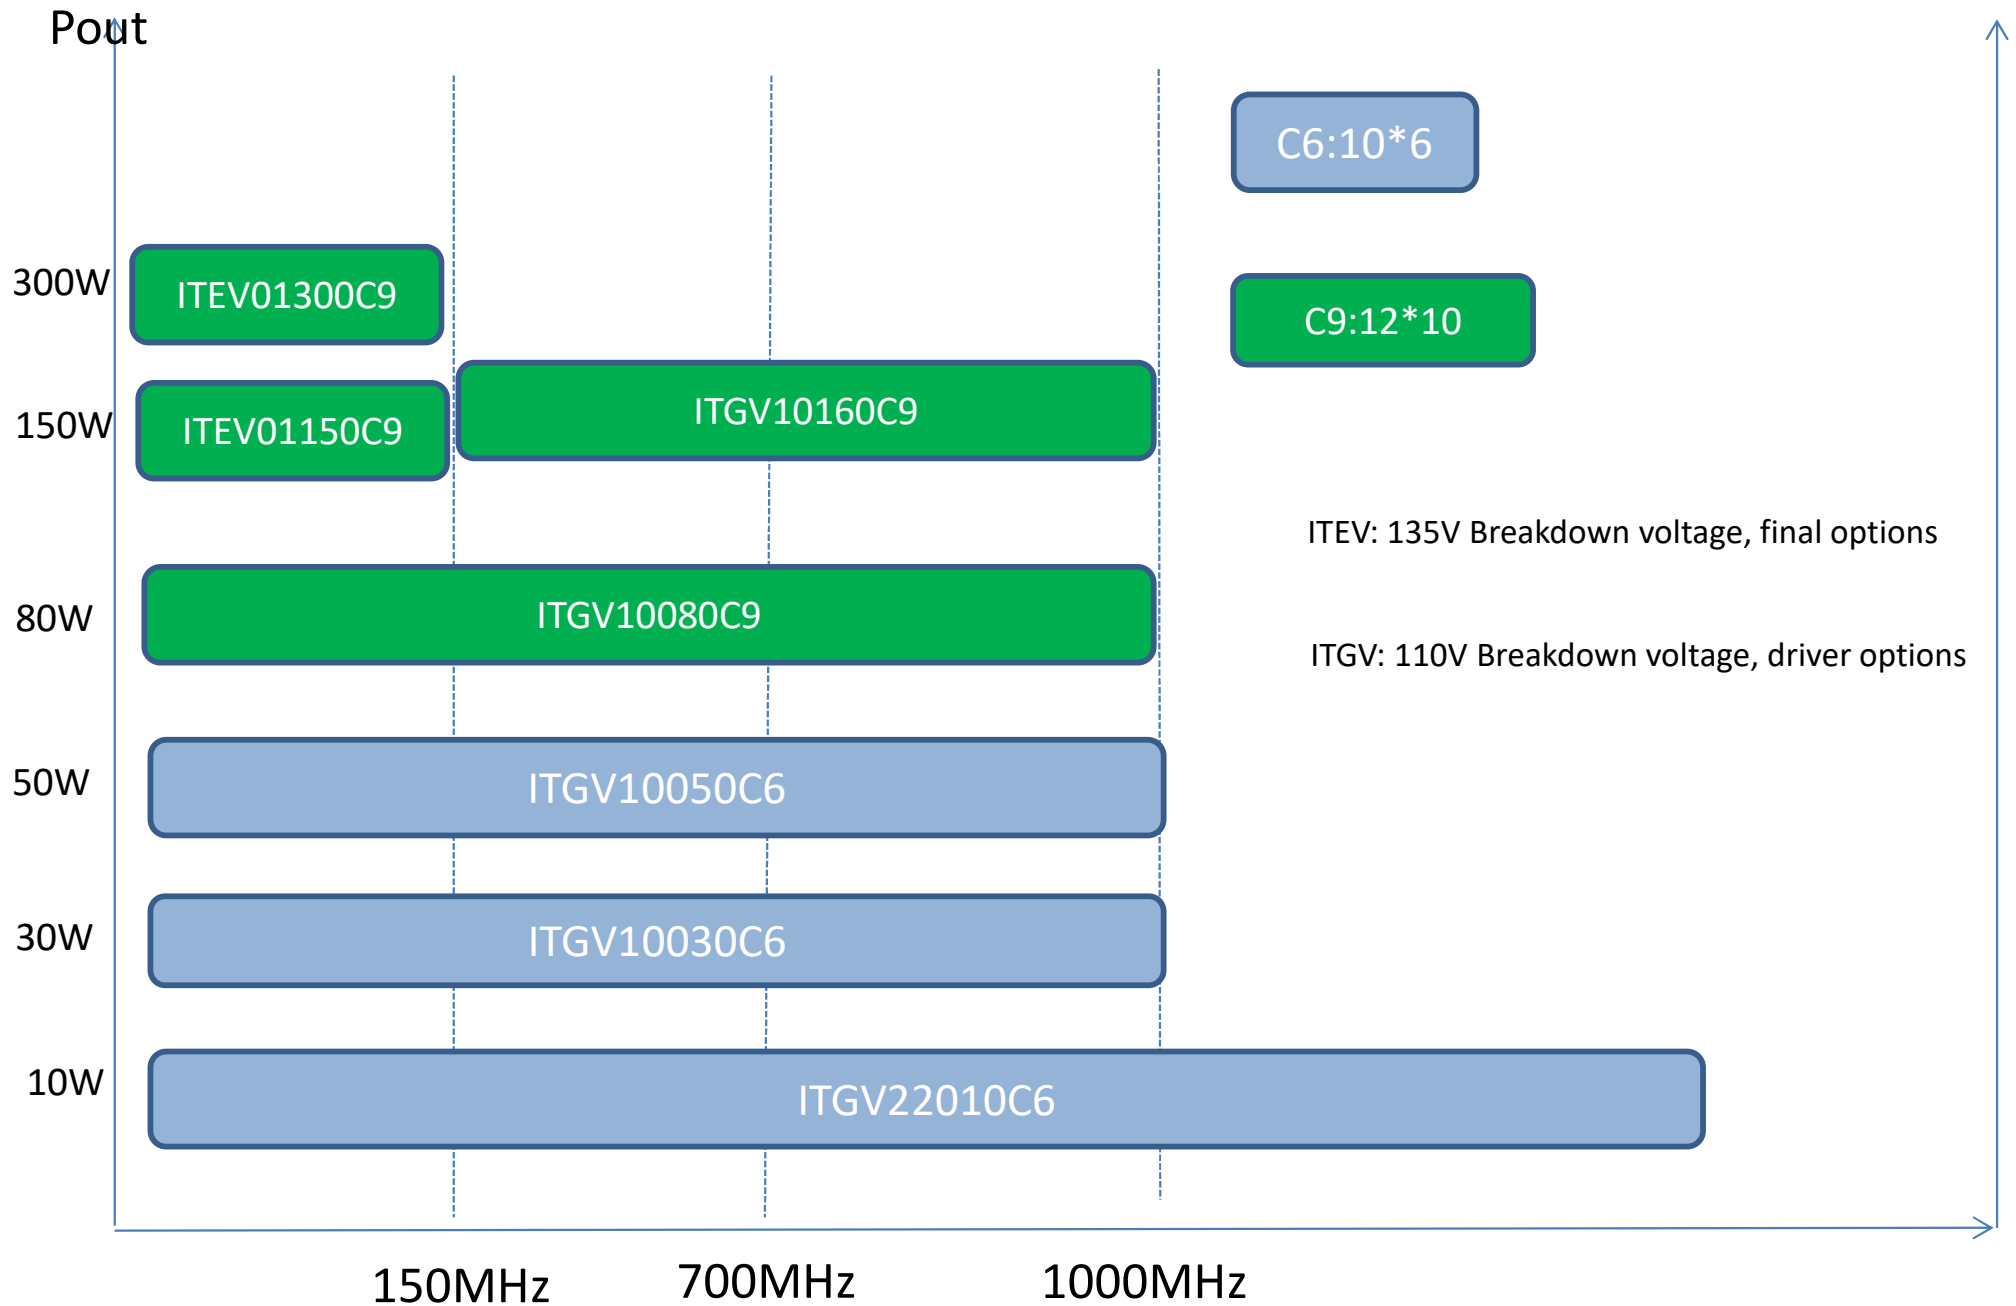 Pout
C6:10*6
300W
ITEV01300C9
C9:12*10
150W
ITEV01150C9
ITGV10160C9
ITEV: 135V Breakdown voltage, final options
80W
ITGV10080C9
ITGV: 110V Breakdown voltage, driver options
50W
ITGV10050C6
30W
ITGV10030C6
10W
ITGV22010C6
150MHz
700MHz
1000MHz